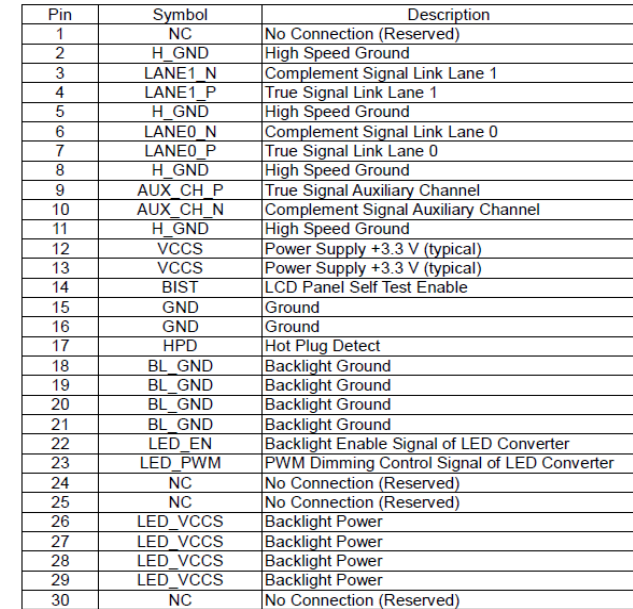 Pin Symbol Description
1 NC No Connection (Reserved)
2 H_GND High Speed Ground
3 LANE1_N Complement Signal Link Lane 1
4 LANE1_P True Signal Link Lane 1
5 H_GND High Speed Ground
6 LANE0_N Complement Signal Link Lane 0
7 LANE0_P True Signal Link Lane 0
8 H_GND High Speed Ground
9 AUX_CH_P True Signal Auxiliary Channel
10 AUX_CH_N Complement Signal Auxiliary Channel
11 H_GND High Speed Ground
12 VCCS Power Supply +3.3 V (typical)
13 VCCS Power Supply +3.3 V (typical)
14 BIST LCD Panel Self Test Enable
15 GND Ground
16 GND Ground
17 HPD Hot Plug Detect
18 BL_GND Backlight Ground
19 BL_GND Backlight Ground
20 BL_GND Backlight Ground
21 BL_GND Backlight Ground
22 LED_EN Backlight Enable Signal of LED Converter
23 LED_PWM PWM Dimming Control Signal of LED Converter
24 NC No Connection (Reserved)
25 NC No Connection (Reserved)
26 LED_VCCS Backlight Power
27 LED_VCCS Backlight Power
28 LED_VCCS Backlight Power
29 LED_VCCS Backlight Power
30 NC No Connection (Reserved)